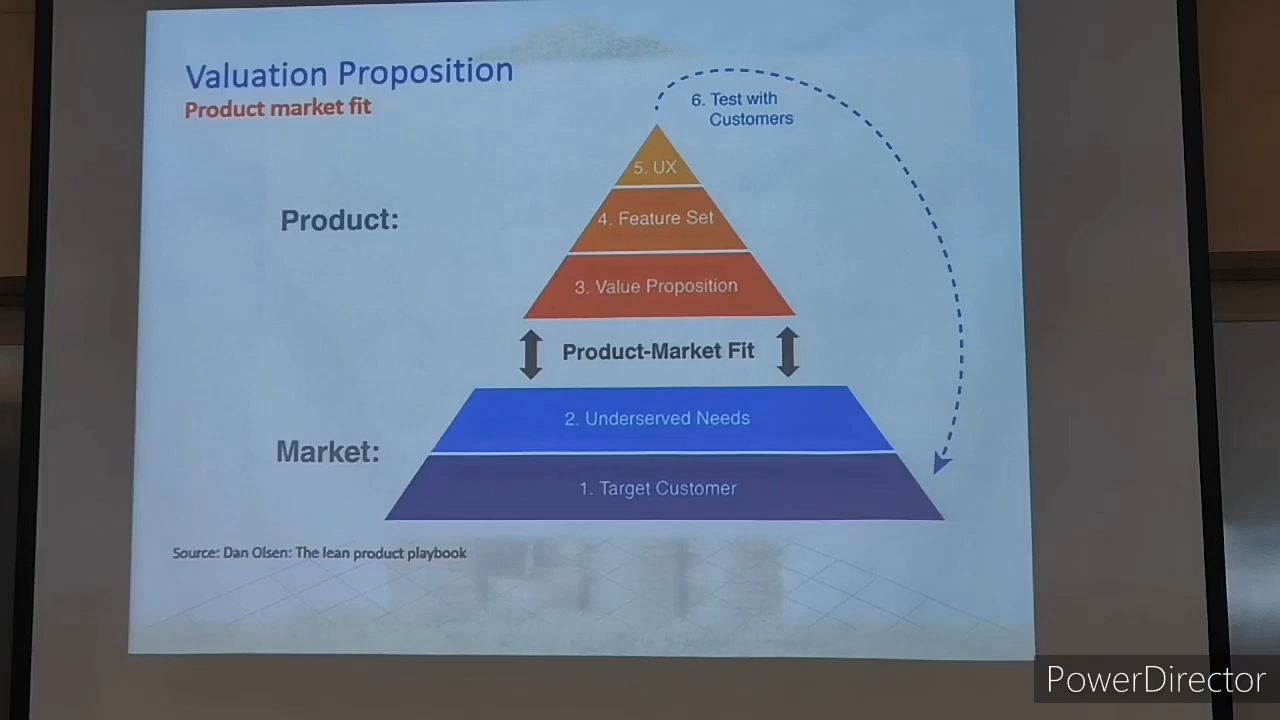 Valuation Proposition
Product market fit
6. Test with
Customers
5. UX
Product:
4. Feature Set
3. Value Proposition
Product-Market Fit
2. Underserved Needs
Market:
1. Target Customer
Source: Dan Olsen: The lean product playbook
PowerDirector